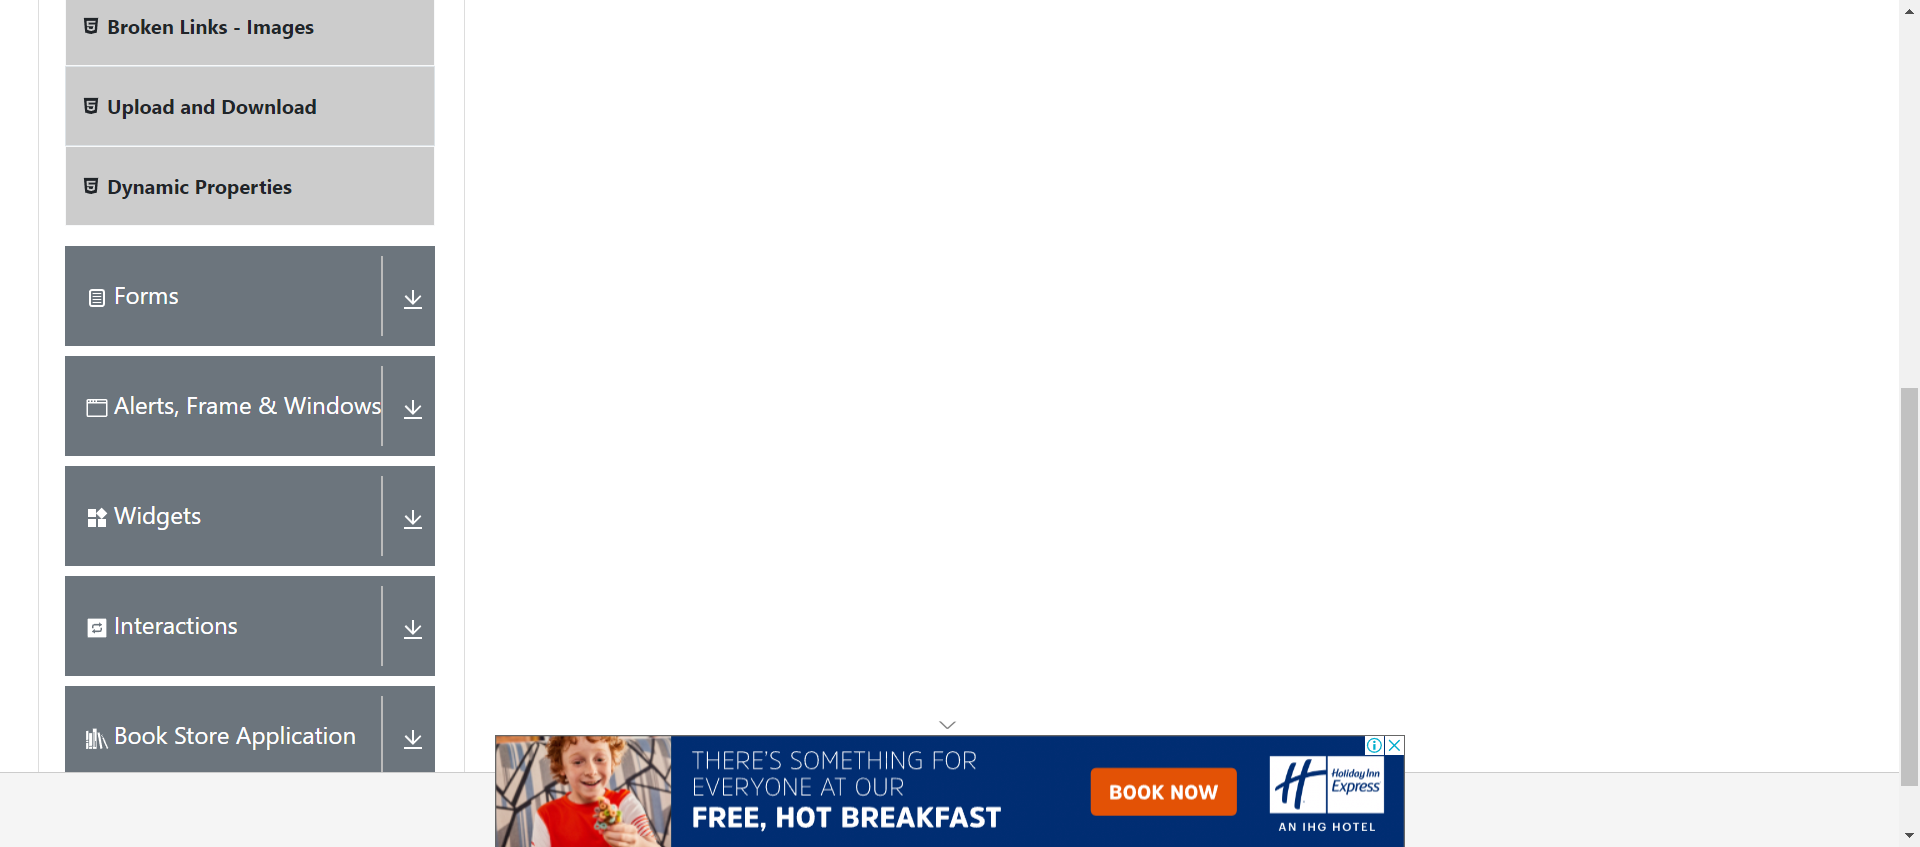 Broken Links - Images
Upload and Download
Dynamic Properties
Forms
Alerts, Frame & Windows
Widgets
Interactions
Book Store Application
THERE'S SOMETHING FOR
EVERYONE AT OUR
FREE, HOT BREAKFAST
BOOK NOW
H
Holiday Inn
Express
AN IHG HOTEL